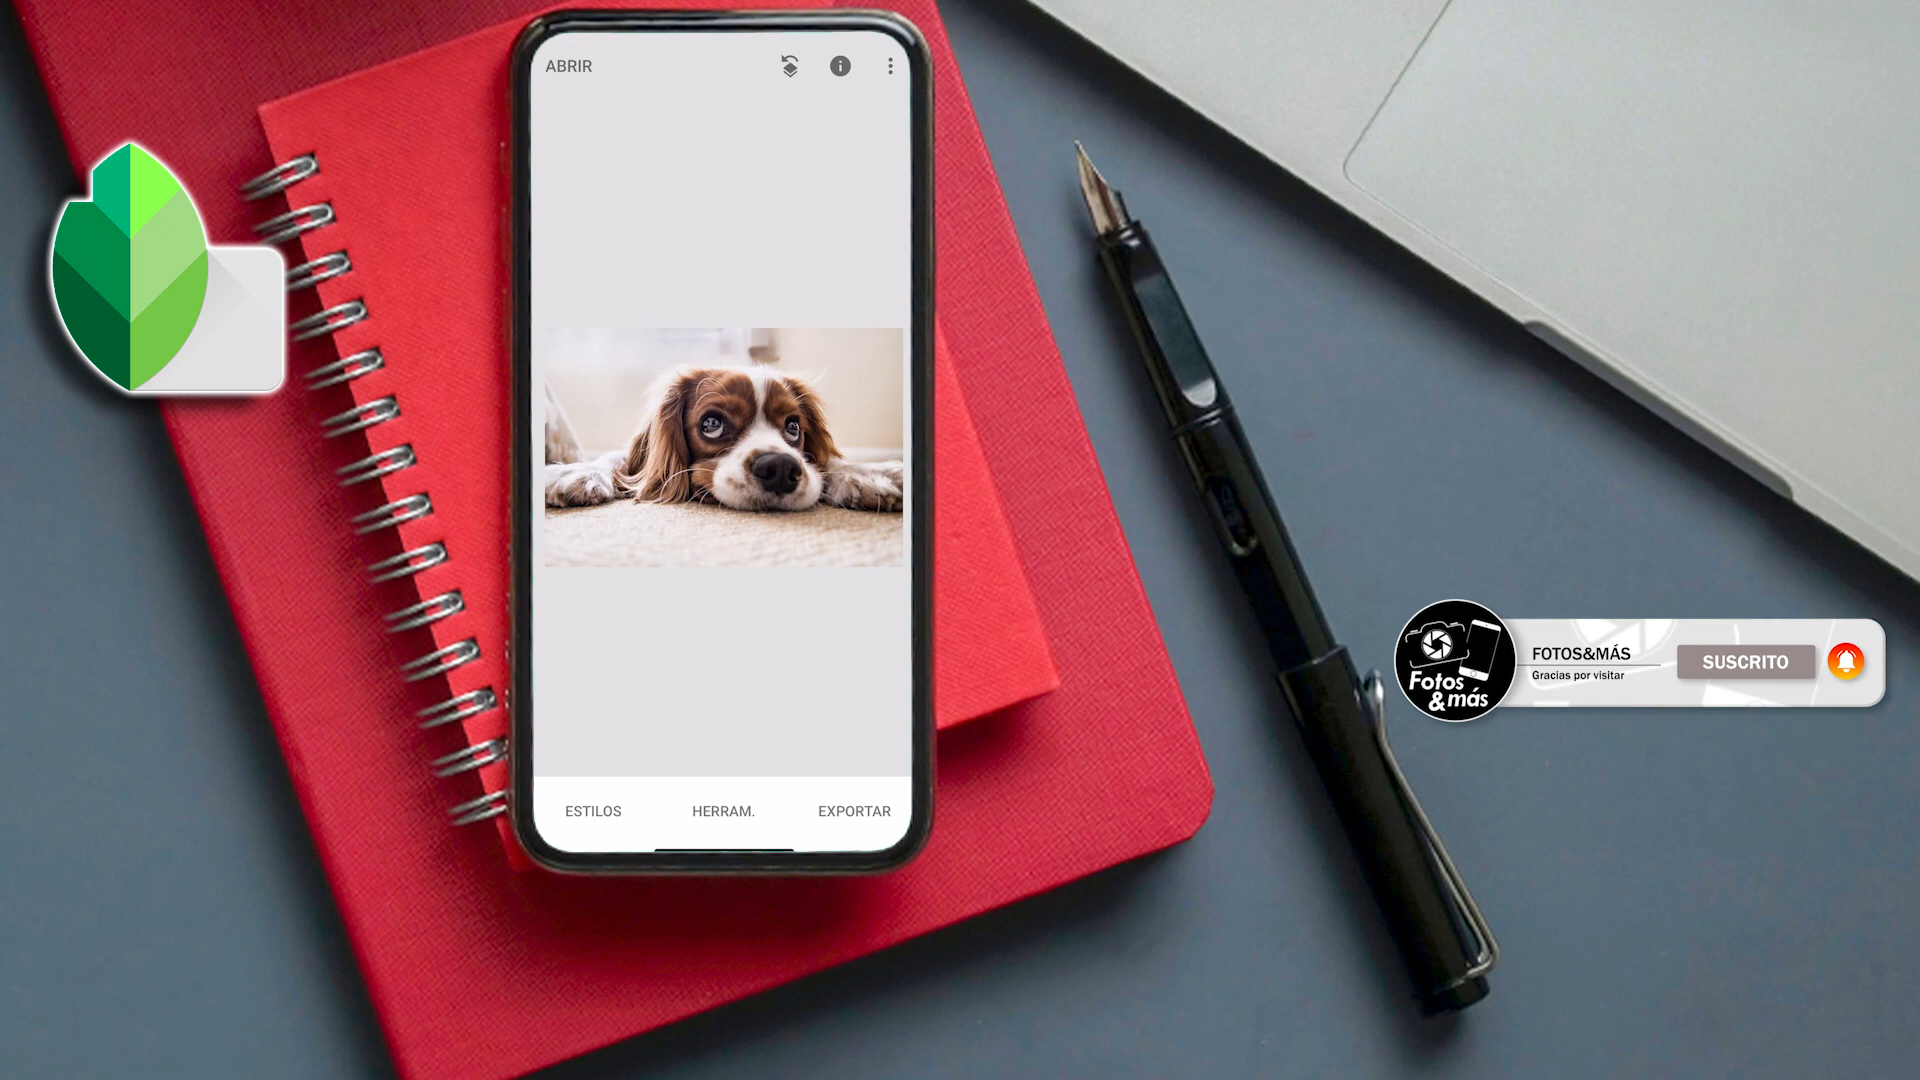 ABRIR
ESTILOS
HERRAM.
EXPORTAR
Fotos
&más
FOTOS&MÁS
Gracias por visitar
SUSCRITO